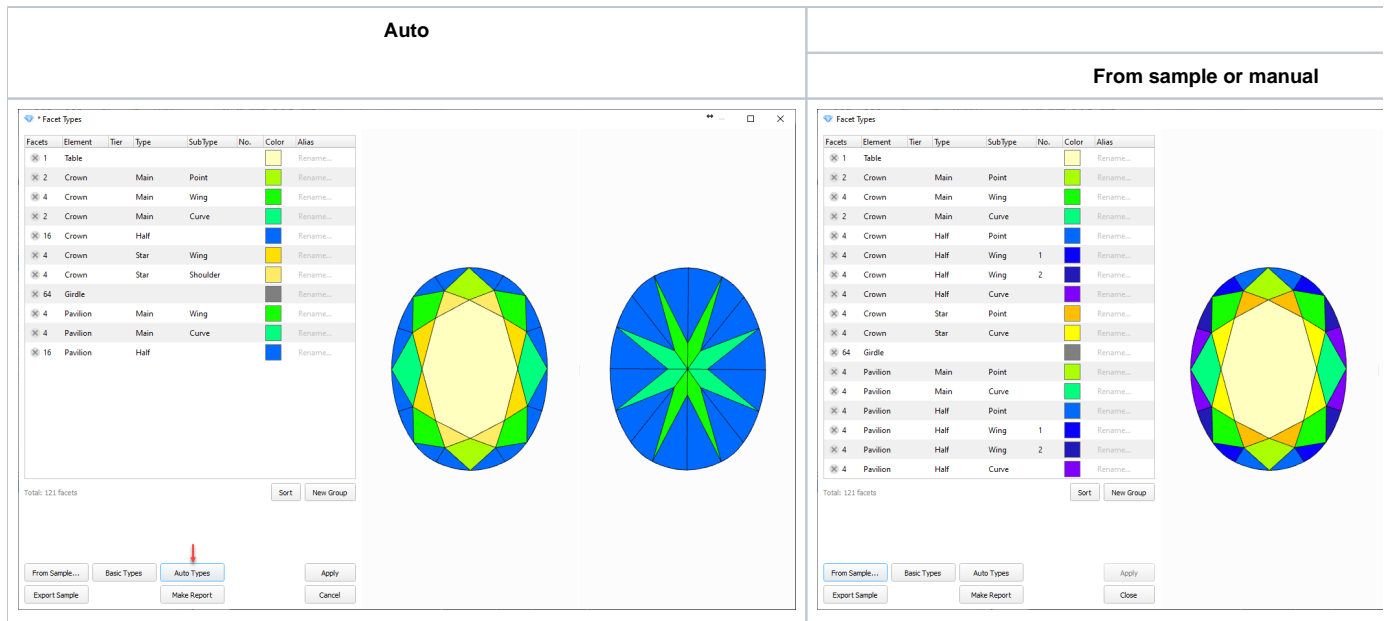 Auto
From sample or manual
* Facet Types
Facets Element Tier Type SubType No. Color Alias
1 Table Rename...
2 Crown Main Point Rename...
4 Crown Main Wing Rename...
2 Crown Main Curve Rename...
16 Crown Half Rename...
4 Crown Star Wing Rename...
4 Crown Star Shoulder Rename...
64 Girdle Rename...
4 Pavilion Main Wing Rename...
4 Pavilion Main Curve Rename...
16 Pavilion Half Rename...
Total: 121 facets
Sort New Group
From Sample... Basic Types Auto Types Apply
Export Sample Make Report Cancel
Facet Types
Facets Element Tier Type SubType No. Color Alias
1 Table Rename...
2 Crown Main Point Rename...
4 Crown Main Wing Rename...
2 Crown Main Curve Rename...
4 Crown Half Point Rename...
4 Crown Half Wing 1 Rename...
4 Crown Half Wing 2 Rename...
4 Crown Half Curve Rename...
4 Crown Star Point Rename...
4 Crown Star Curve Rename...
64 Girdle Rename...
4 Pavilion Main Point Rename...
4 Pavilion Main Curve Rename...
4 Pavilion Half Point Rename...
4 Pavilion Half Wing 1 Rename...
4 Pavilion Half Wing 2 Rename...
4 Pavilion Half Curve Rename...
Total: 121 facets
Sort New Group
From Sample... Basic Types Auto Types Apply
Export Sample Make Report Close